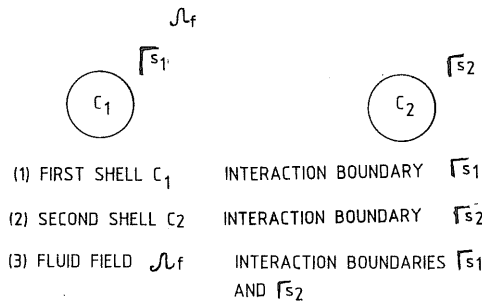 Ωf
Γs1
Γs2
C1
C2
(1) FIRST SHELL C1 INTERACTION BOUNDARY Γs1
(2) SECOND SHELL C2 INTERACTION BOUNDARY Γs2
(3) FLUID FIELD Ωf INTERACTION BOUNDARIES Γs1
AND Γs2